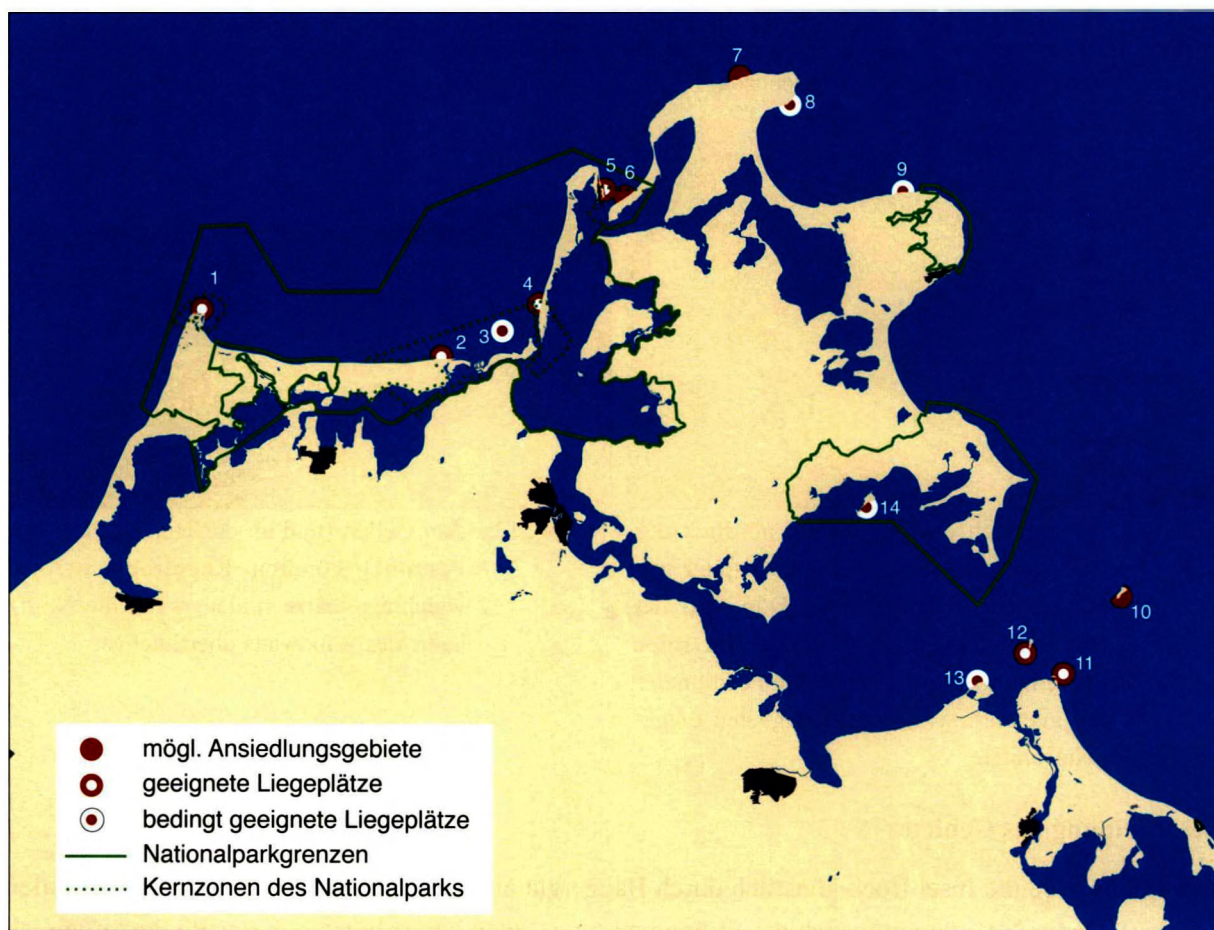 7
8
5
6
9
1
4
3
2
14
10
12
11
13
mögl. Ansiedlungsgebiete
geeignete Liegeplätze
bedingt geeignete Liegeplätze
Nationalparkgrenzen
Kernzonen des Nationalparks